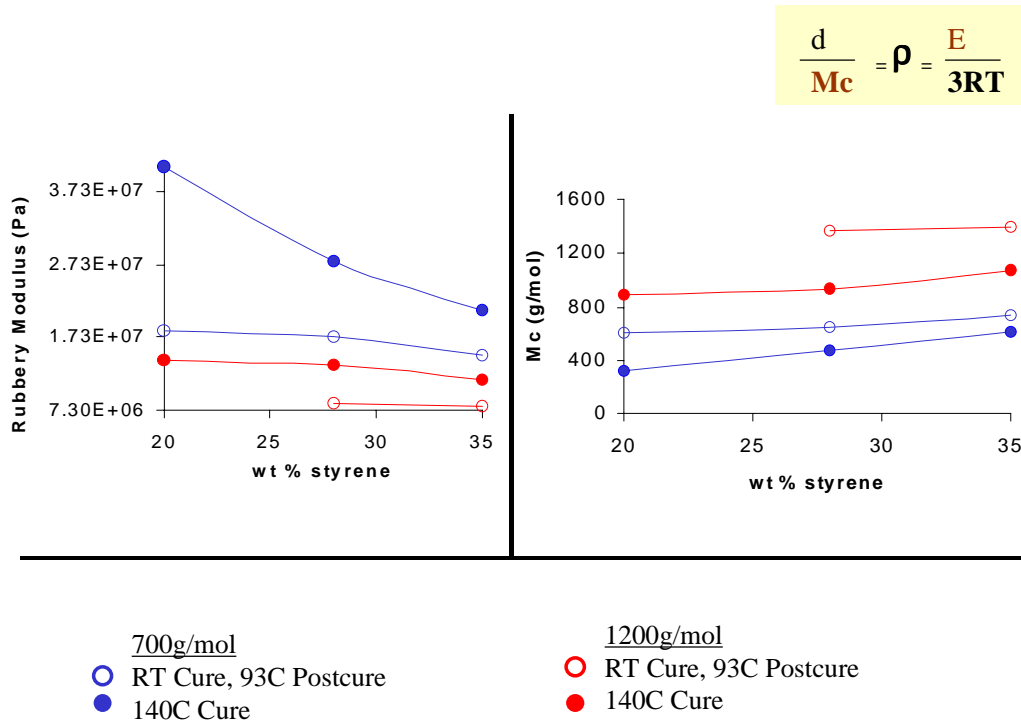 d = ρ = E
Mc 3RT
Rubbery Modulus (Pa)
3.73E+07
2.73E+07
1.73E+07
7.30E+06
20 25 30 35
wt % styrene
Mc (g/mol)
1600
1200
800
400
0
20 25 30 35
wt % styrene
700g/mol
RT Cure, 93C Postcure
140C Cure
1200g/mol
RT Cure, 93C Postcure
140C Cure